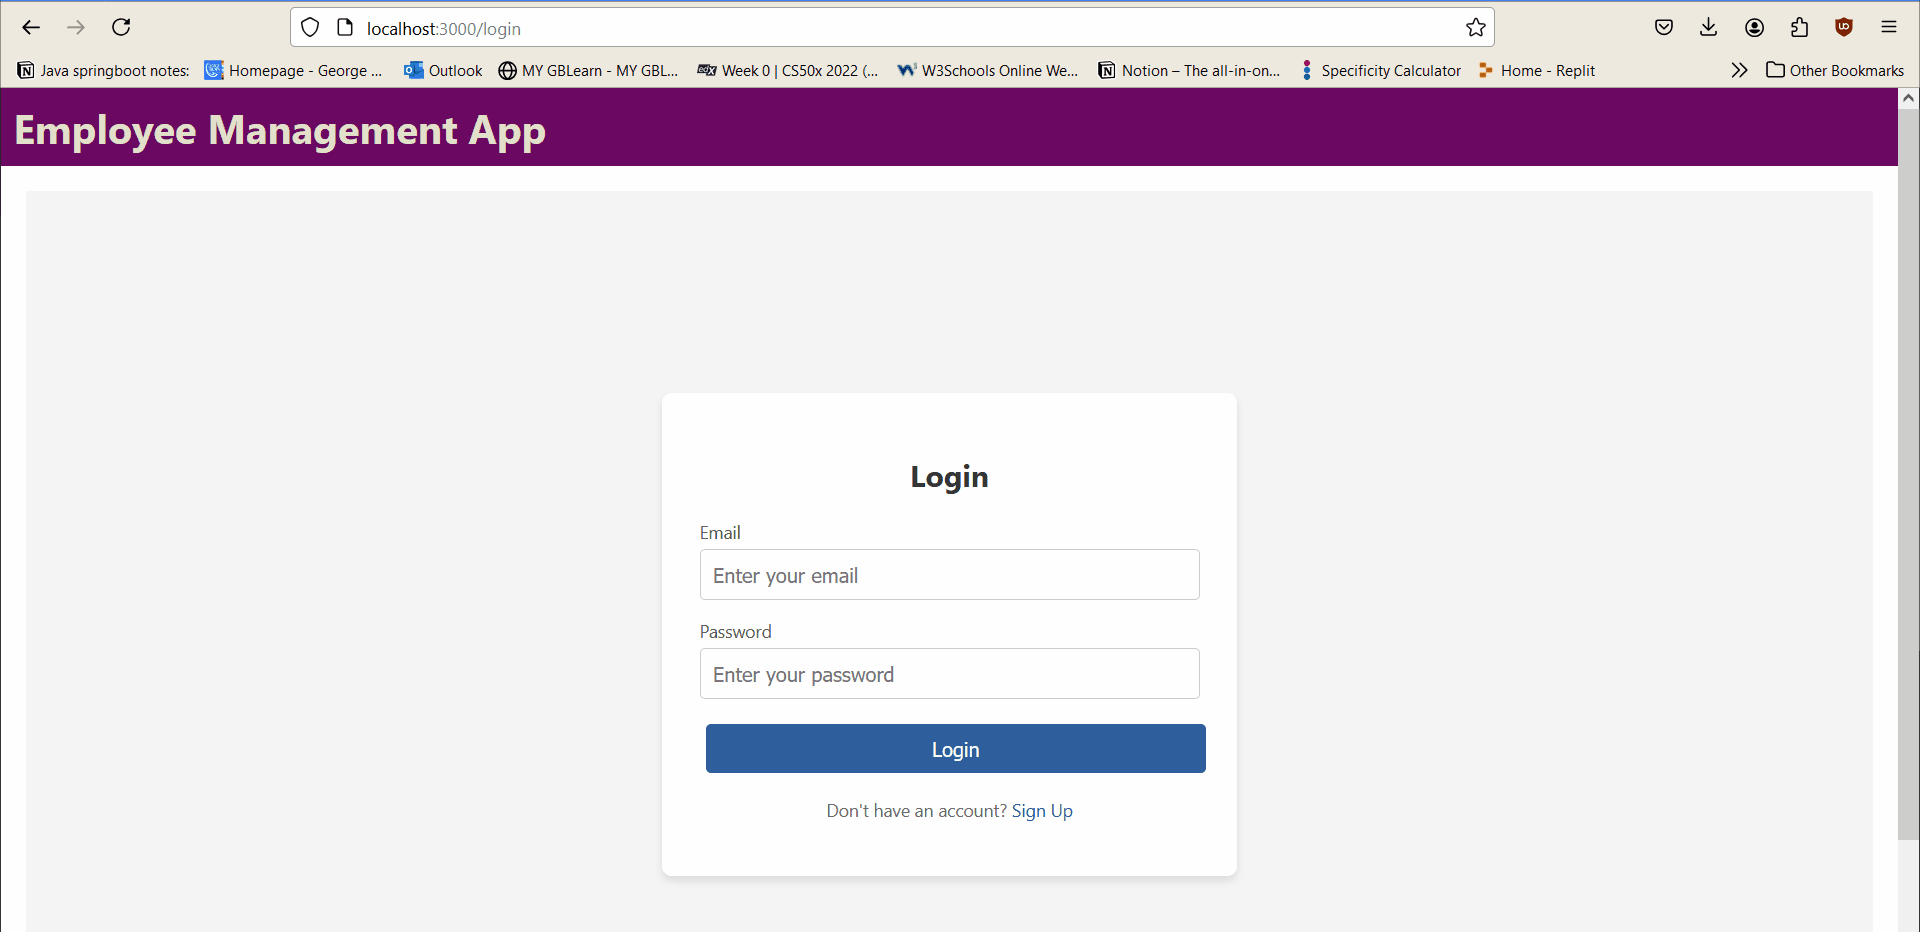 localhost:3000/login
Java springboot notes: Homepage - George ... Outlook MY GBLearn - MY GBL... edX Week 0 | CS50x 2022 (... W3Schools Online We... Notion – The all-in-on... Specificity Calculator Home - Replit Other Bookmarks
Employee Management App
Login
Email
Enter your email
Password
Enter your password
Login
Don't have an account? Sign Up